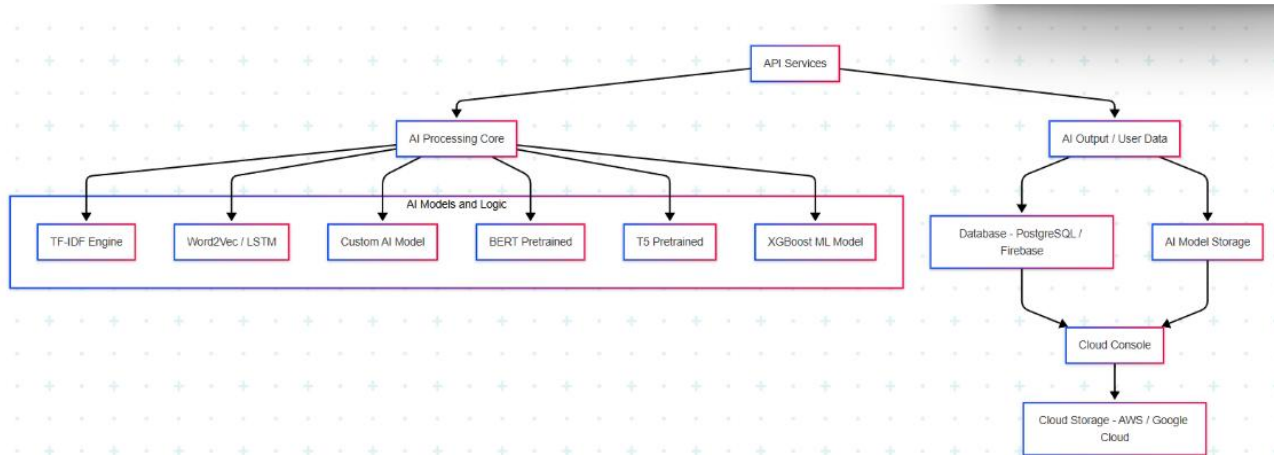 API Services
AI Processing Core
AI Output / User Data
AI Models and Logic
TF-IDF Engine
Word2Vec / LSTM
Custom AI Model
BERT Pretrained
T5 Pretrained
XGBoost ML Model
Database - PostgreSQL /
Firebase
AI Model Storage
Cloud Console
Cloud Storage - AWS / Google
Cloud